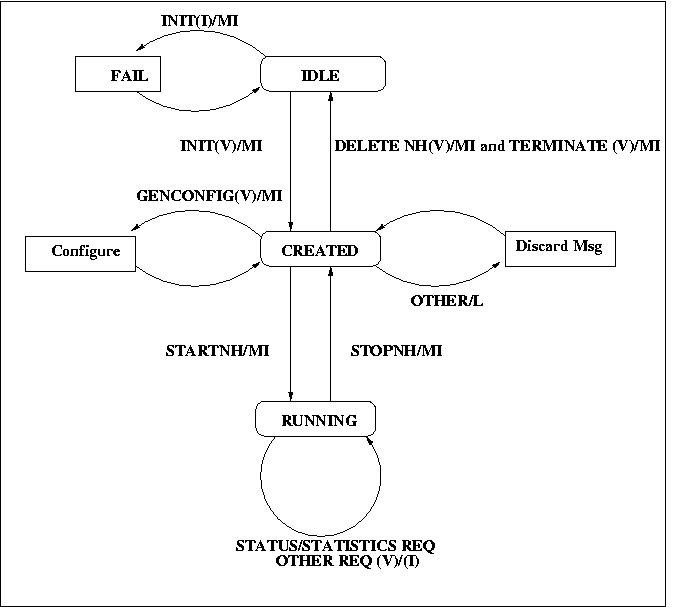 INIT(I)/MI
FAIL
IDLE
INIT(V)/MI
DELETE NH(V)/MI and TERMINATE (V)/MI
GENCONFIG(V)/MI
Configure
CREATED
Discard Msg
OTHER/L
STARTNH/MI
STOPNH/MI
RUNNING
STATUS/STATISTICS REQ
OTHER REQ (V)/(I)